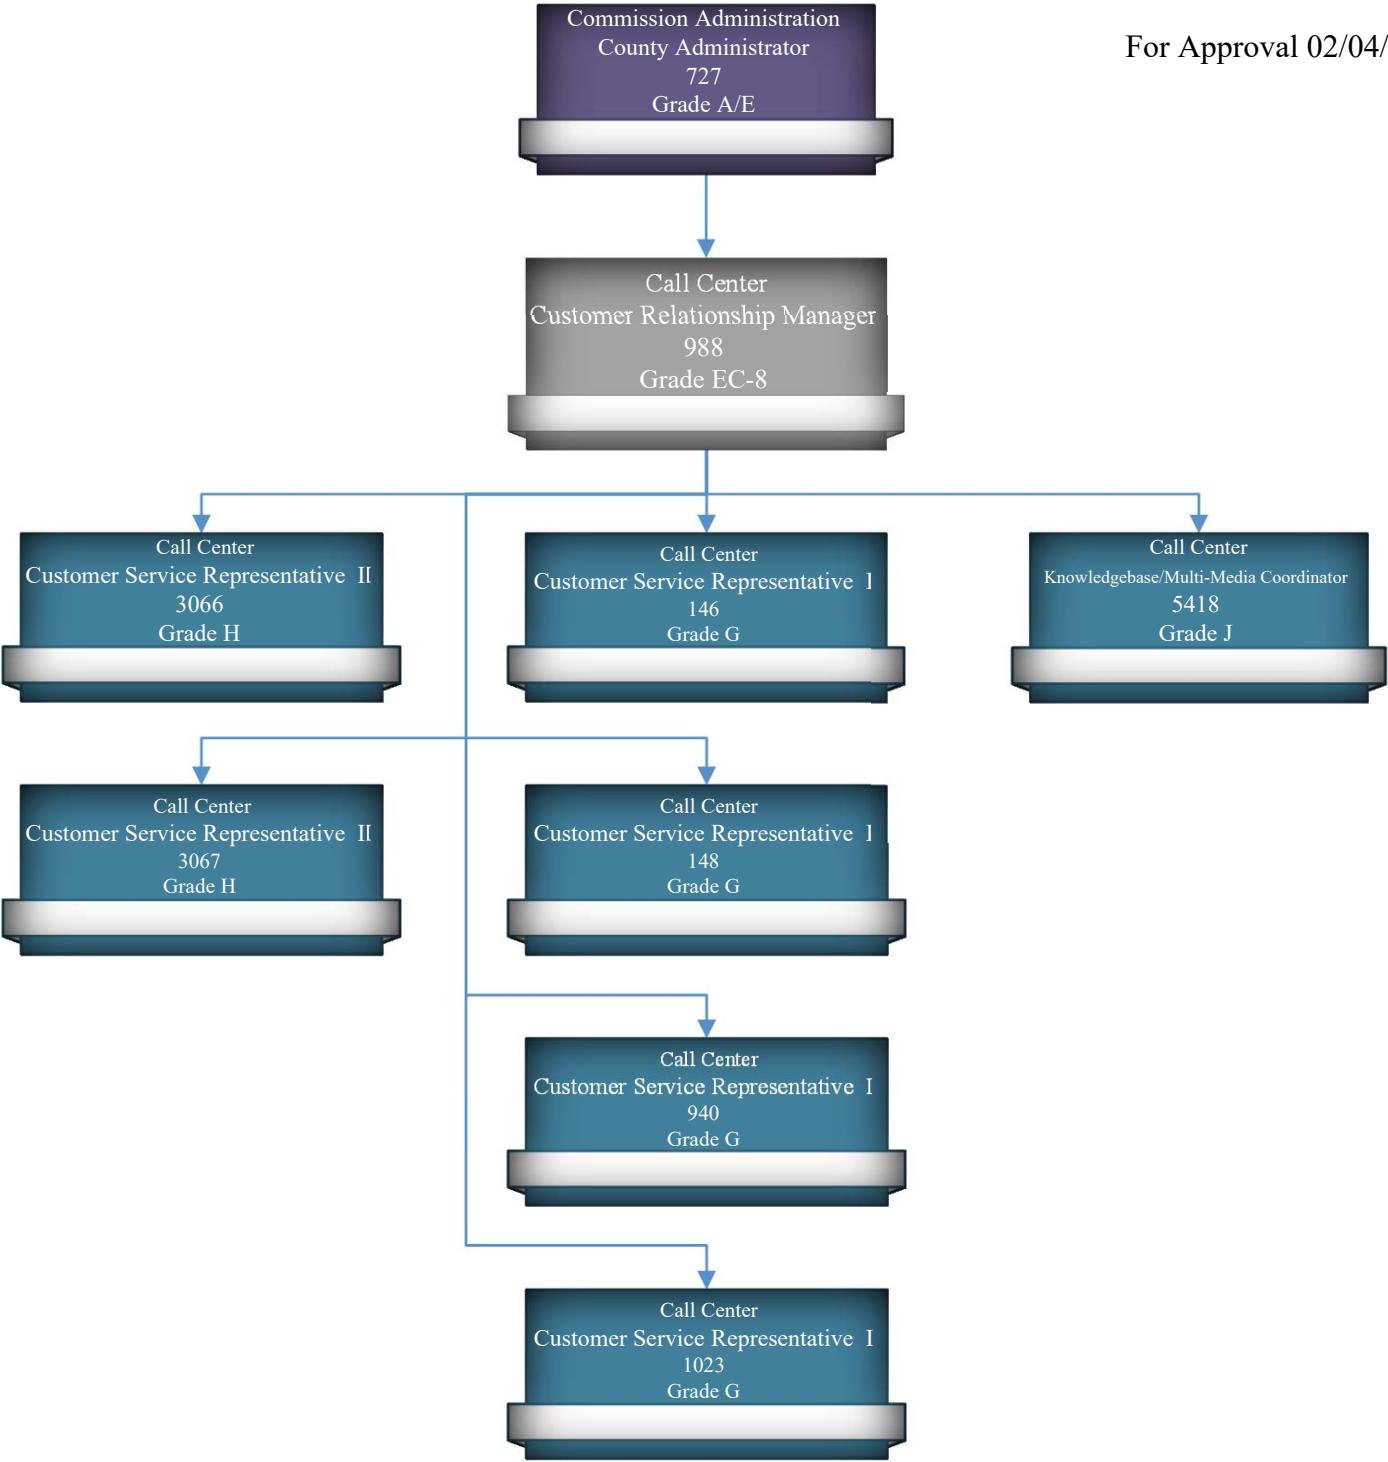 Commission Administration
County Administrator
727
Grade A/E
For Approval 02/04/
Call Center
Customer Relationship Manager
988
Grade EC-8
Call Center
Customer Service Representative II
3066
Grade H
Call Center
Customer Service Representative I
146
Grade G
Call Center
Knowledgebase/Multi-Media Coordinator
5418
Grade J
Call Center
Customer Service Representative II
3067
Grade H
Call Center
Customer Service Representative I
148
Grade G
Call Center
Customer Service Representative I
940
Grade G
Call Center
Customer Service Representative I
1023
Grade G